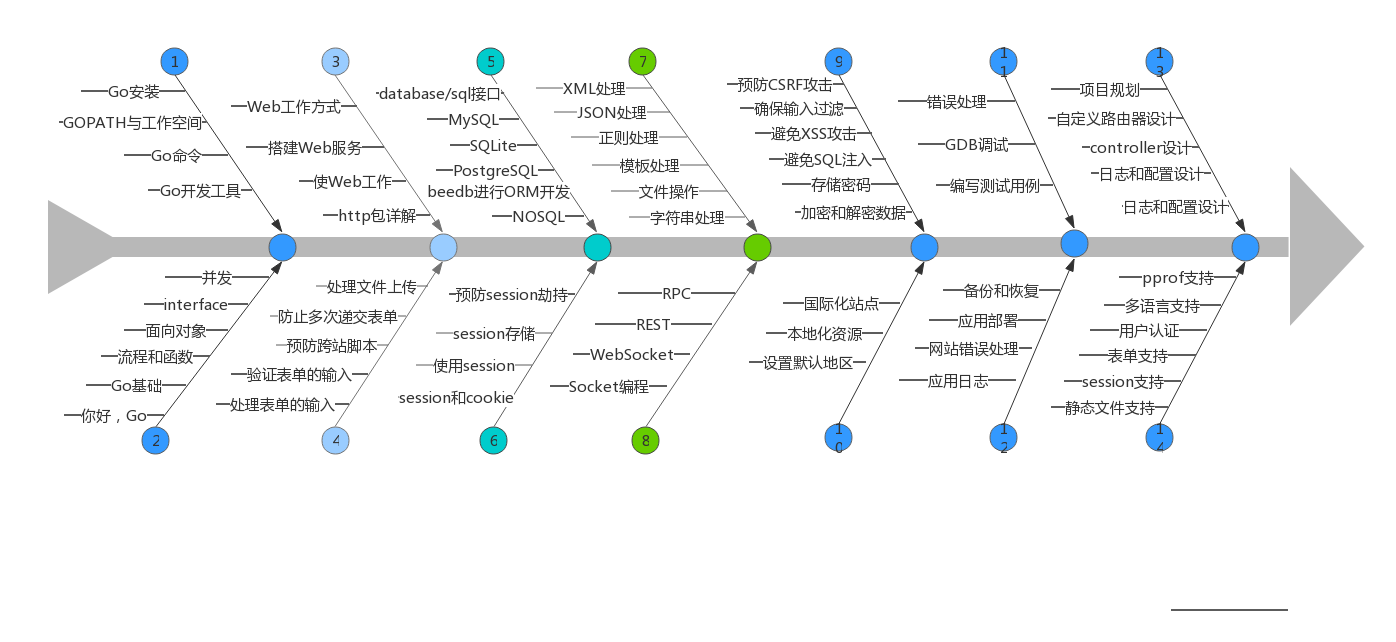 1
Go安装
GOPATH与工作空间
Go命令
Go开发工具
3
Web工作方式
搭建Web服务
使Web工作
http包详解
5
database/sql接口
MySQL
SQLite
PostgreSQL
beedb进行ORM开发
NOSQL
7
XML处理
JSON处理
正则处理
模板处理
文件操作
字符串处理
9
预防CSRF攻击
确保输入过滤
避免XSS攻击
避免SQL注入
存储密码
加密和解密数据
11
错误处理
GDB调试
编写测试用例
13
项目规划
自定义路由器设计
controller设计
日志和配置设计
日志和配置设计
并发
interface
面向对象
流程和函数
Go基础
你好，Go
2
处理文件上传
防止多次递交表单
预防跨站脚本
验证表单的输入
处理表单的输入
4
预防session劫持
session存储
使用session
session和cookie
6
RPC
REST
WebSocket
Socket编程
8
国际化站点
本地化资源
设置默认地区
10
备份和恢复
应用部署
网站错误处理
应用日志
12
pprof支持
多语言支持
用户认证
表单支持
session支持
静态文件支持
14